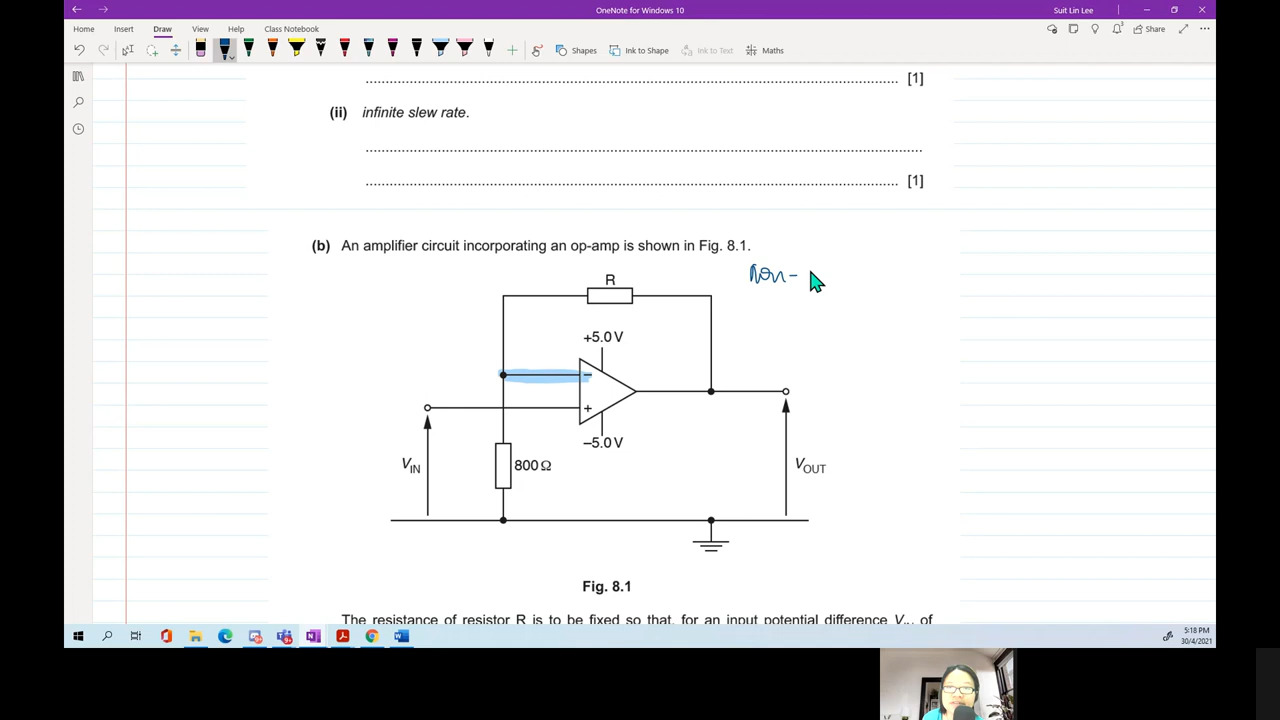 OneNote for Windows 10
Suit Lin Lee
Home Insert Draw View Help Class Notebook
Share
Shapes Ink to Shape Ink to Text Maths
.................................................................................................................................... [1]
(ii) infinite slew rate.
..........................................................................................................................................
.................................................................................................................................... [1]
(b) An amplifier circuit incorporating an op-amp is shown in Fig. 8.1.
Non-
R
+5.0 V
–
+
–5.0 V
VIN
800 Ω
VOUT
Fig. 8.1
The resistance of resistor R is to be fixed so that, for an input potential difference VIN of
5:18 PM
30/4/2021